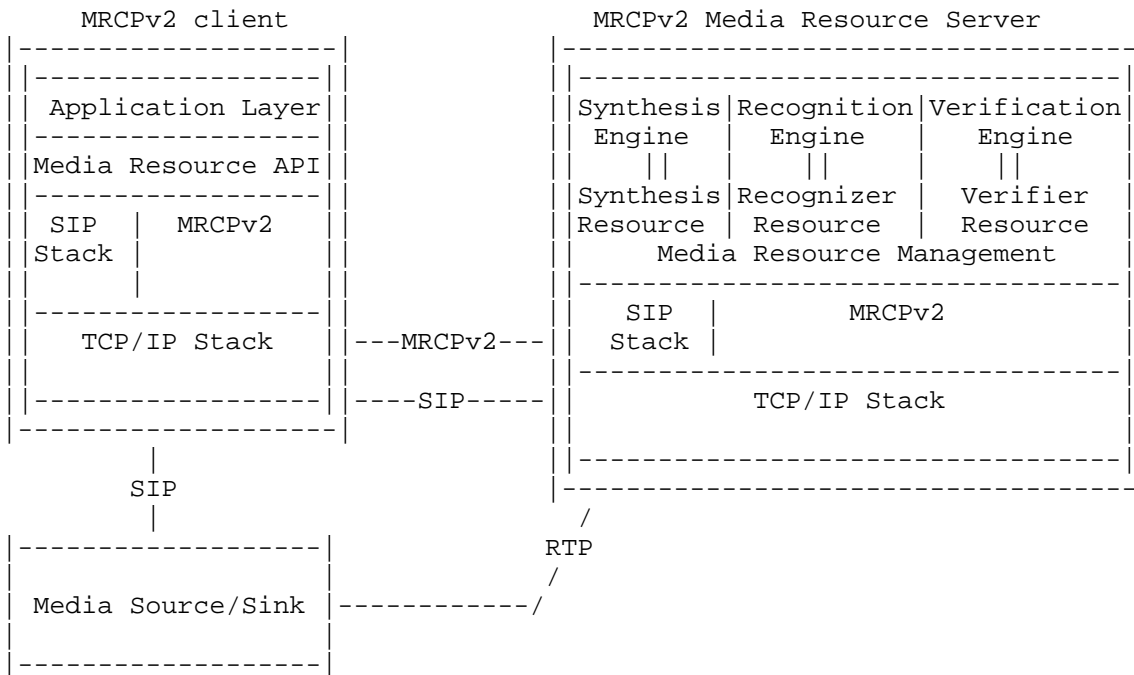 MRCPv2 client MRCPv2 Media Resource Server
Application Layer Synthesis Recognition Verification
Engine Engine Engine
Media Resource API
Synthesis Recognizer Verifier
SIP MRCPv2 Resource Resource Resource
Stack Media Resource Management
SIP MRCPv2
TCP/IP Stack MRCPv2 Stack
SIP TCP/IP Stack
SIP
RTP
Media Source/Sink